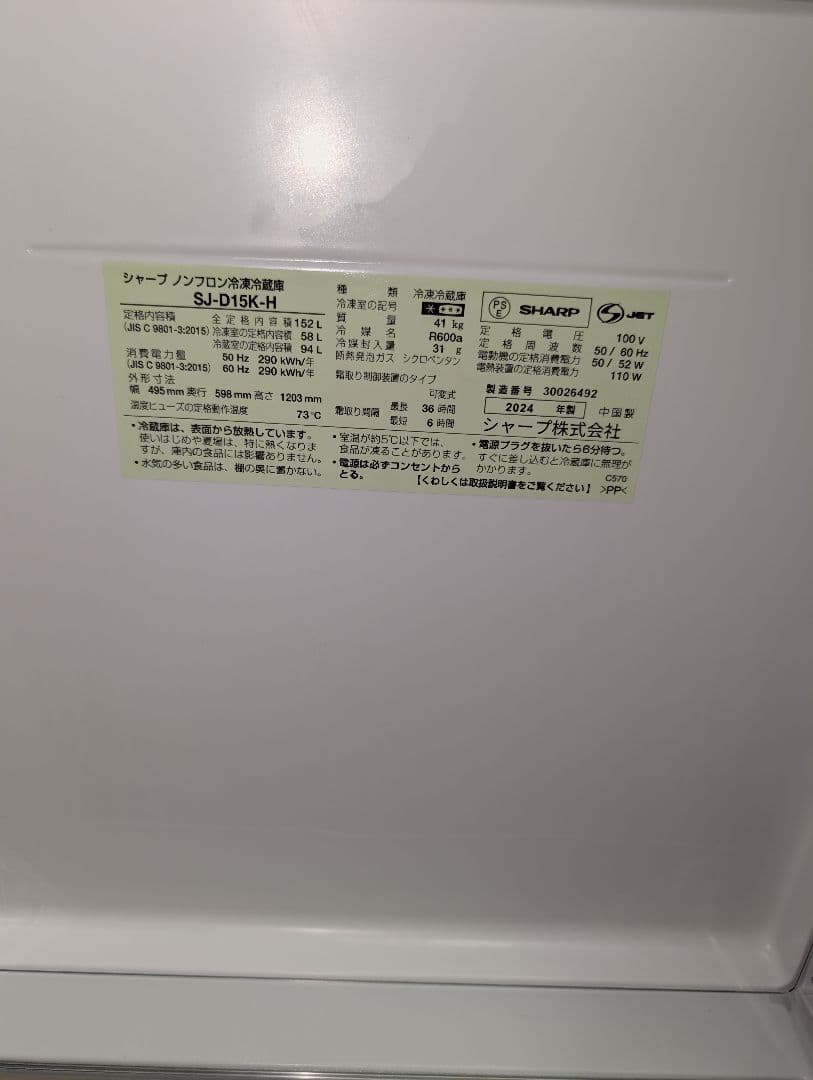 シャープ ノンフロン冷凍冷蔵庫
SJ-D15K-H
定格内容積 全定格内容積 152 L
(JIS C 9801-3:2015) 冷凍室の定格内容積 58 L
冷蔵室の定格内容積 94 L
消費電力量 50 Hz 290 kWh/年
(JIS C 9801-3:2015) 60 Hz 290 kWh/年
外形寸法
幅 495 mm 奥行 598 mm 高さ 1203 mm
温度ヒューズの定格動作温度 73℃
種類 冷凍冷蔵庫
冷凍室の記号
質量 41 kg
冷媒名 R600a
冷媒封入量 31 g
断熱発泡ガス シクロペンタン
霜取り制御装置のタイプ
可変式
霜取り間隔 最長 36 時間
最短 6 時間
PSE SHARP JET
定格電圧 100 V
定格周波数 50 / 60 Hz
電動機の定格消費電力 50 / 52 W
電熱装置の定格消費電力 110 W
製造番号 30026492
2024 年製 中国製
シャープ株式会社
・冷蔵庫は、表面から放熱しています。
使いはじめや夏場は、特に熱くなりま
すが、庫内の食品には影響ありません。
・水気の多い食品は、棚の奥に置かない。
・室温が約5℃以下では、
食品が凍ることがあります。
・電源は必ずコンセントから
とる。
・電源プラグを抜いたら6分待つ。
すぐに差し込むと冷蔵庫に無理が
かかります。
C570
【くわしくは取扱説明書をご覧ください】 >PP<